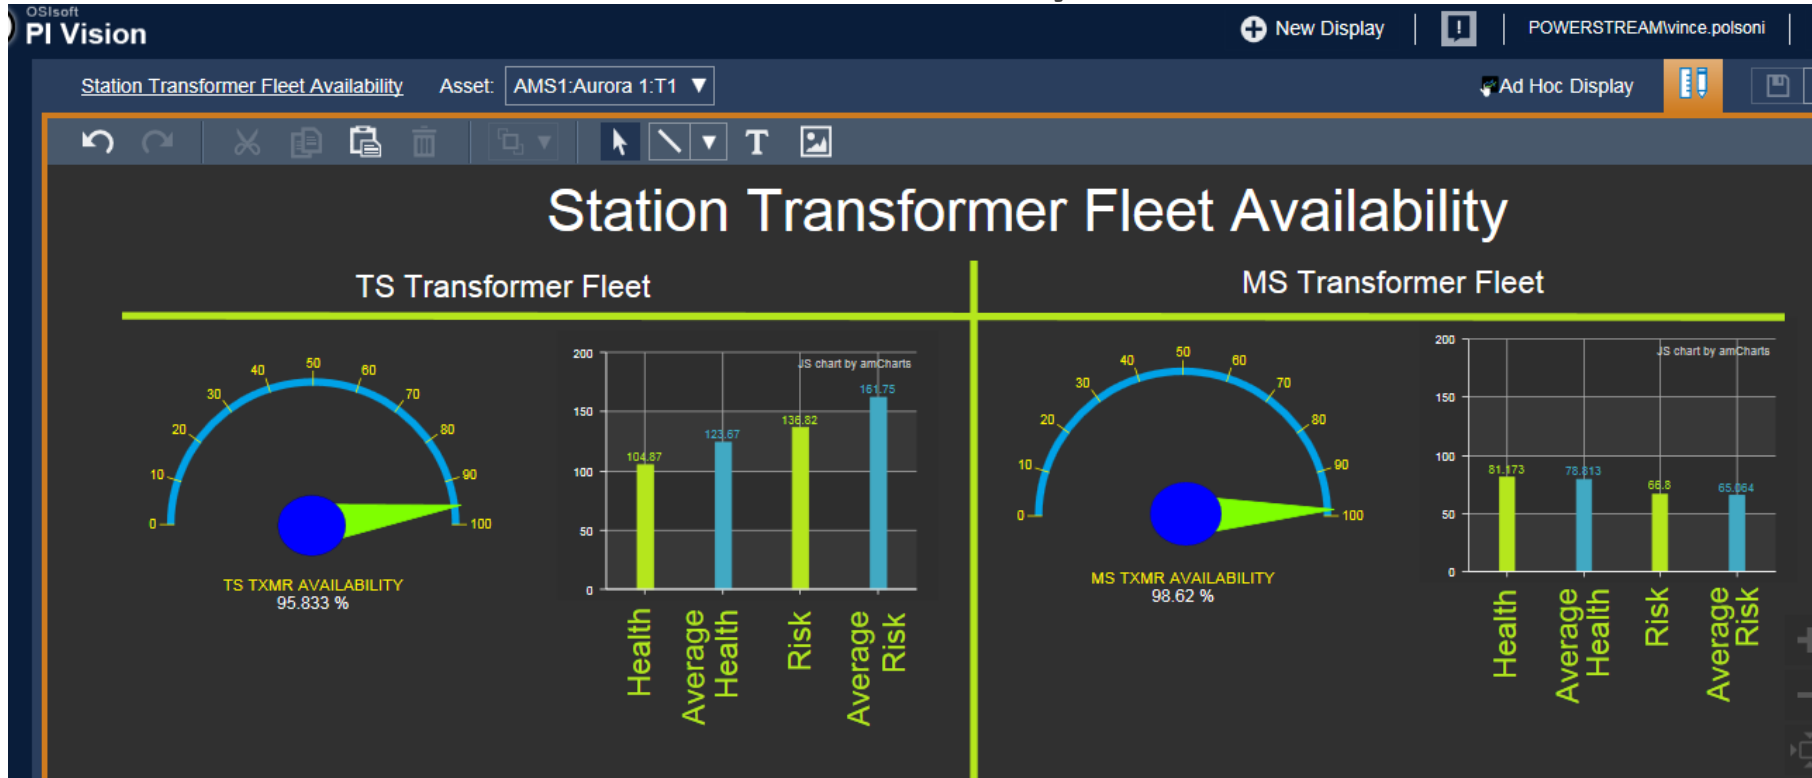 OSIsoft
PI Vision
New Display
POWERSTREAM\vince.polsoni
Station Transformer Fleet Availability
Asset:
AMS1:Aurora 1:T1
Ad Hoc Display
T
Station Transformer Fleet Availability
TS Transformer Fleet
MS Transformer Fleet
0
10
20
30
40
50
60
70
80
90
100
TS TXMR AVAILABILITY
95.833 %
JS chart by amCharts
200
150
100
50
0
104.87
123.67
136.82
161.75
Health
Average
Health
Risk
Average
Risk
0
10
20
30
40
50
60
70
80
90
100
MS TXMR AVAILABILITY
98.62 %
JS chart by amCharts
200
150
100
50
0
81.173
78.813
66.8
65.064
Health
Average
Health
Risk
Average
Risk